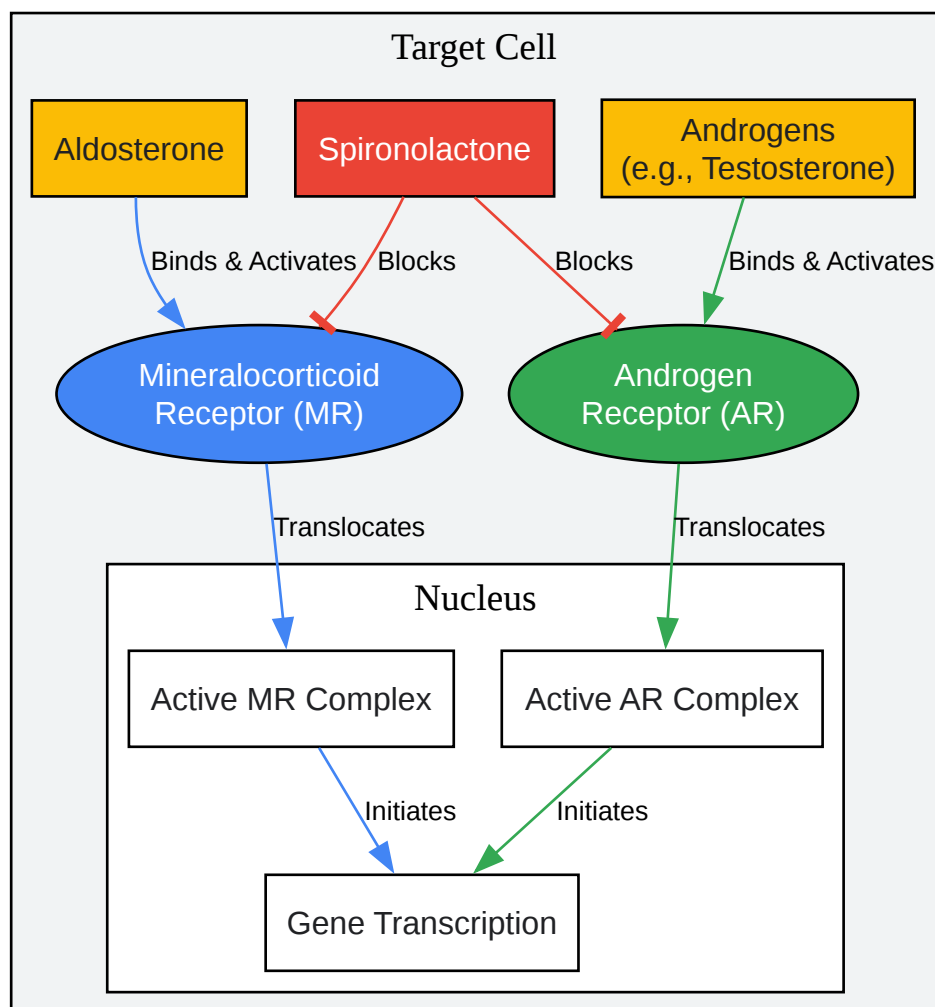 Target Cell
Aldosterone
Spironolactone
Androgens
(e.g., Testosterone)
Binds & Activates
Blocks
Blocks
Binds & Activates
Mineralocorticoid
Receptor (MR)
Androgen
Receptor (AR)
Translocates
Translocates
Nucleus
Active MR Complex
Active AR Complex
Initiates
Initiates
Gene Transcription